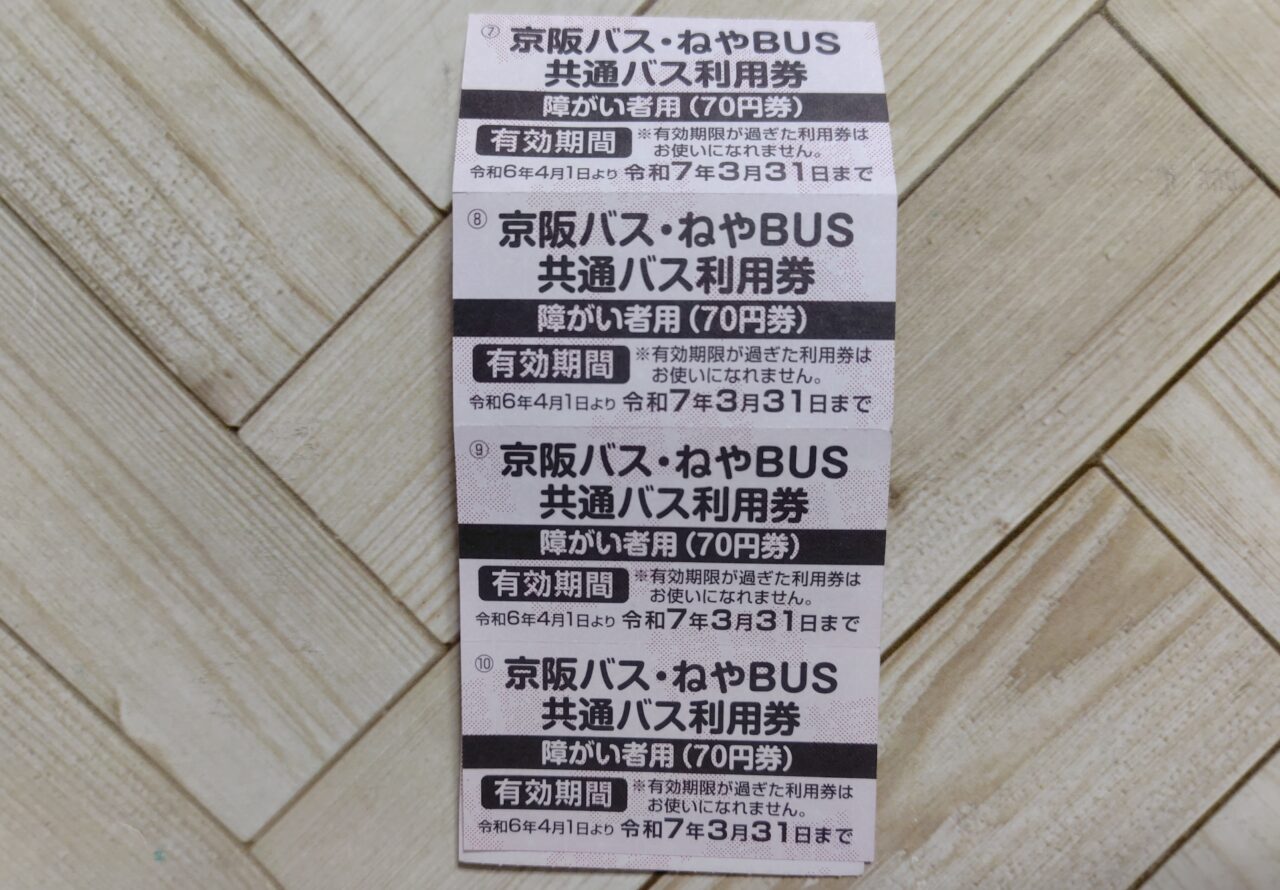 ⑦ 京阪バス・ねやBUS
共通バス利用券
障がい者用(70円券)
有効期間 ※有効期限が過ぎた利用券は
お使いになれません。
令和6年4月1日より 令和7年3月31日まで
⑧ 京阪バス・ねやBUS
共通バス利用券
障がい者用(70円券)
有効期間 ※有効期限が過ぎた利用券は
お使いになれません。
令和6年4月1日より 令和7年3月31日まで
⑨ 京阪バス・ねやBUS
共通バス利用券
障がい者用(70円券)
有効期間 ※有効期限が過ぎた利用券は
お使いになれません。
令和6年4月1日より 令和7年3月31日まで
⑩ 京阪バス・ねやBUS
共通バス利用券
障がい者用(70円券)
有効期間 ※有効期限が過ぎた利用券は
お使いになれません。
令和6年4月1日より 令和7年3月31日まで